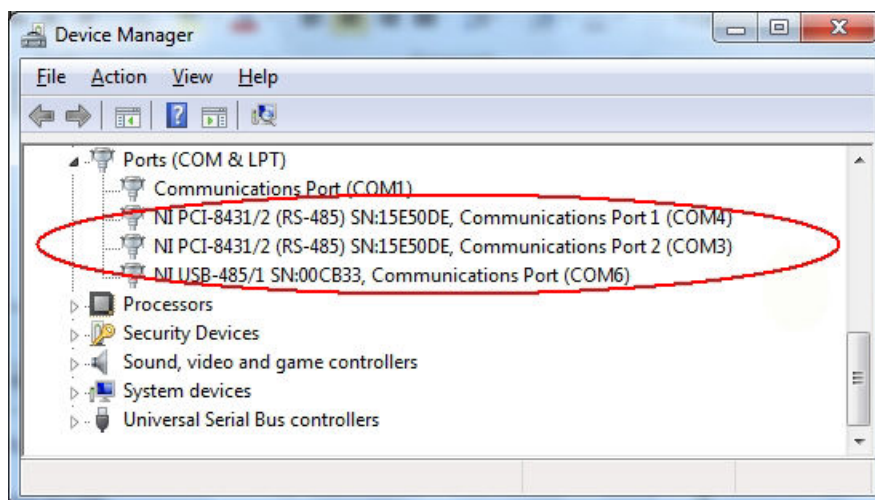 Device Manager
File Action View Help
Ports (COM & LPT)
Communications Port (COM1)
NI PCI-8431/2 (RS-485) SN:15E50DE, Communications Port 1 (COM4)
NI PCI-8431/2 (RS-485) SN:15E50DE, Communications Port 2 (COM3)
NI USB-485/1 SN:00CB33, Communications Port (COM6)
Processors
Security Devices
Sound, video and game controllers
System devices
Universal Serial Bus controllers